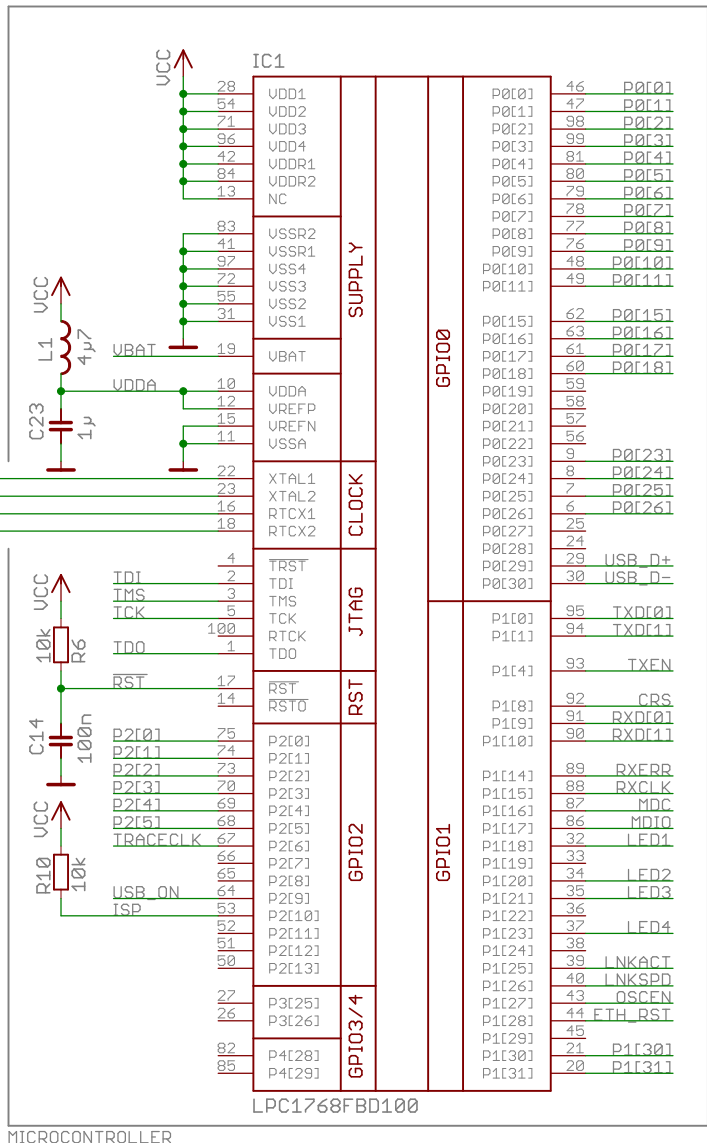 IC1
VCC
28 VDD1
54 VDD2
71 VDD3
96 VDD4
42 VDDR1
84 VDDR2
13 NC
83 VSSR2
41 VSSR1
97 VSS4
72 VSS3
55 VSS2
31 VSS1
SUPPLY
VCC
L1
4µ7
VBAT 19 VBAT
VDDA 10 VDDA
12 VREFP
15 VREFN
11 VSSA
C23
1µ
22 XTAL1
23 XTAL2
16 RTCX1
18 RTCX2
CLOCK
4 TRST
TDI 2 TDI
TMS 3 TMS
TCK 5 TCK
100 RTCK
TDO 1 TDO
JTAG
VCC
10k
R6
RST 17 RST
14 RSTO
RST
C14
100n
P2[0] 75 P2[0]
P2[1] 74 P2[1]
P2[2] 73 P2[2]
P2[3] 70 P2[3]
P2[4] 69 P2[4]
P2[5] 68 P2[5]
TRACECLK 67 P2[6]
66 P2[7]
65 P2[8]
USB_ON 64 P2[9]
ISP 53 P2[10]
52 P2[11]
51 P2[12]
50 P2[13]
GPIO2
VCC
R10
10k
27 P3[25]
26 P3[26]
82 P4[28]
85 P4[29]
GPIO3/4
GPIO0
P0[0] 46 P0[0]
P0[1] 47 P0[1]
P0[2] 98 P0[2]
P0[3] 99 P0[3]
P0[4] 81 P0[4]
P0[5] 80 P0[5]
P0[6] 79 P0[6]
P0[7] 78 P0[7]
P0[8] 77 P0[8]
P0[9] 76 P0[9]
P0[10] 48 P0[10]
P0[11] 49 P0[11]
P0[15] 62 P0[15]
P0[16] 63 P0[16]
P0[17] 61 P0[17]
P0[18] 60 P0[18]
P0[19] 59
P0[20] 58
P0[21] 57
P0[22] 56
P0[23] 9 P0[23]
P0[24] 8 P0[24]
P0[25] 7 P0[25]
P0[26] 6 P0[26]
P0[27] 25
P0[28] 24
P0[29] 29 USB_D+
P0[30] 30 USB_D-
GPIO1
P1[0] 95 TXD[0]
P1[1] 94 TXD[1]
P1[4] 93 TXEN
P1[8] 92 CRS
P1[9] 91 RXD[0]
P1[10] 90 RXD[1]
P1[14] 89 RXERR
P1[15] 88 RXCLK
P1[16] 87 MDC
P1[17] 86 MDIO
P1[18] 32 LED1
P1[19] 33
P1[20] 34 LED2
P1[21] 35 LED3
P1[22] 36
P1[23] 37 LED4
P1[24] 38
P1[25] 39 LNKACT
P1[26] 40 LNKSPD
P1[27] 43 OSCEN
P1[28] 44 ETH_RST
P1[29] 45
P1[30] 21 P1[30]
P1[31] 20 P1[31]
LPC1768FBD100
MICROCONTROLLER